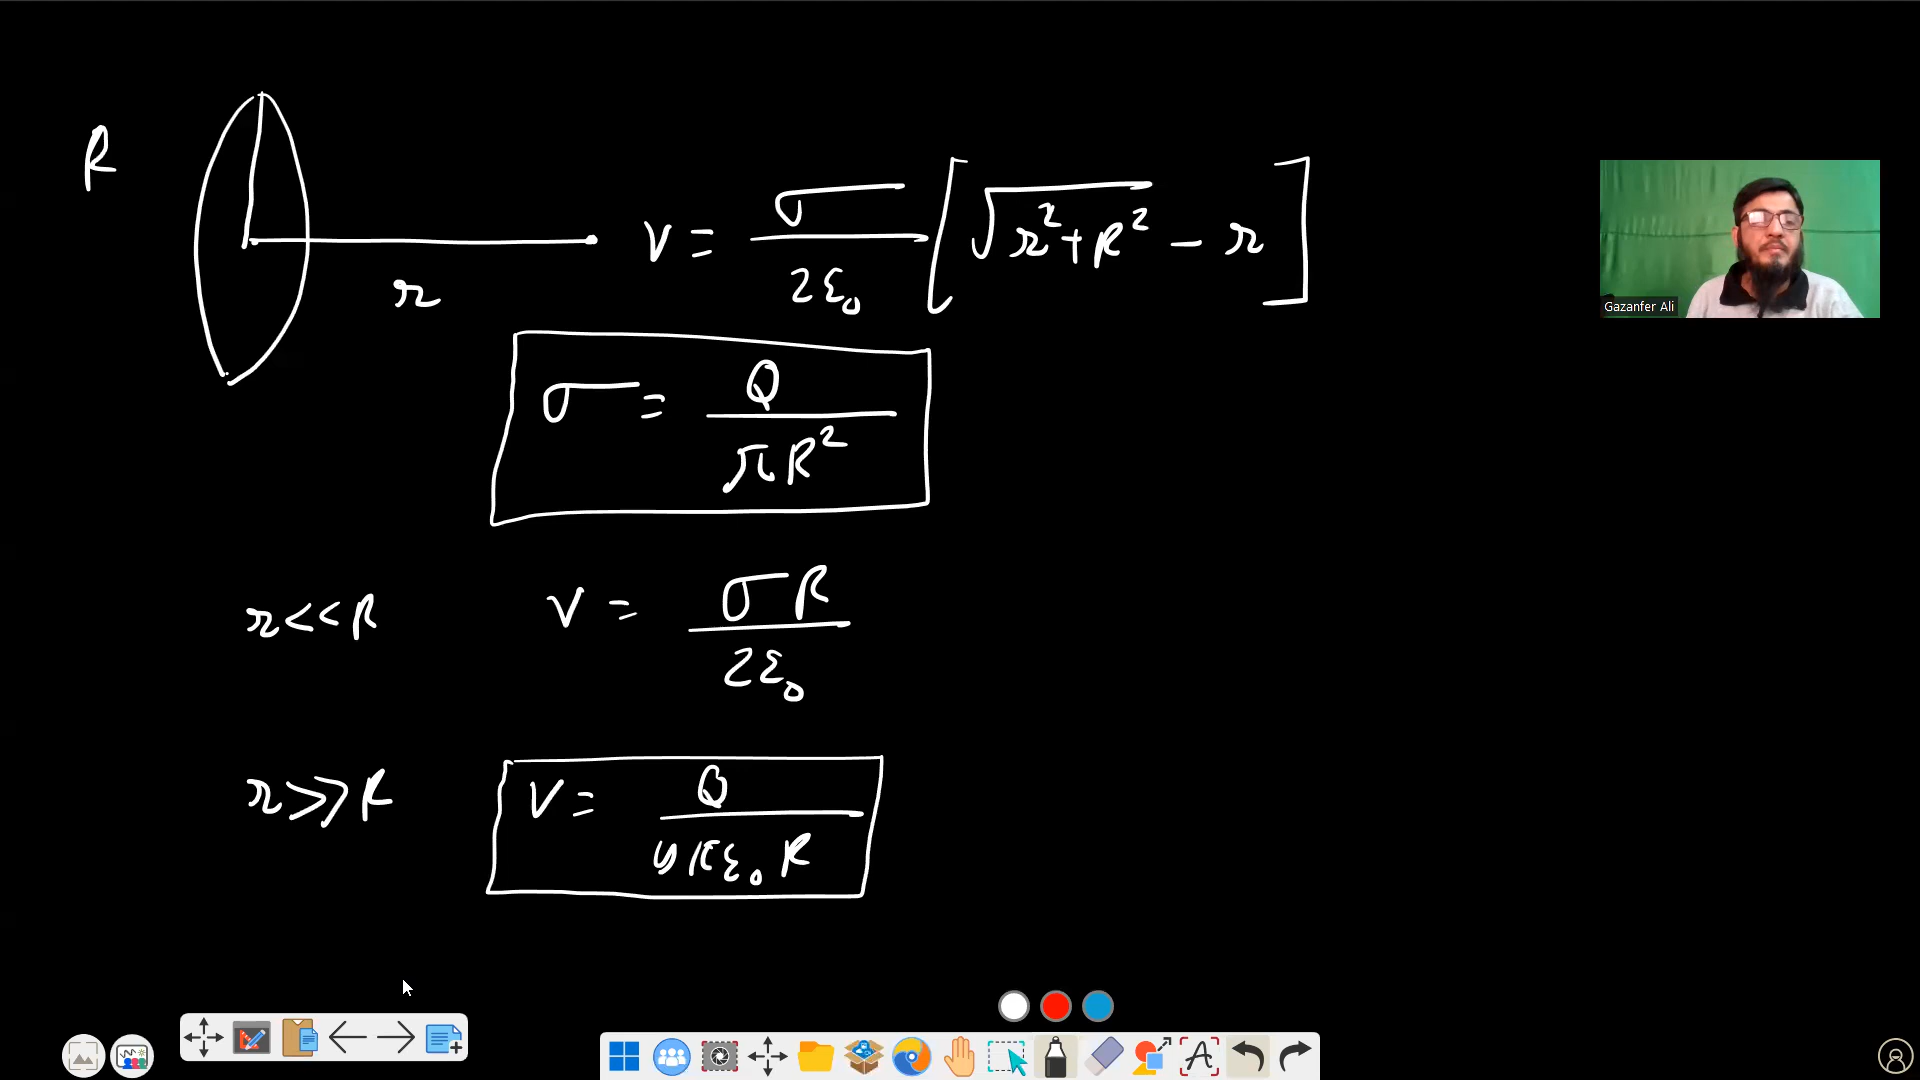 R
r
V = σ / 2ε₀ [√(r² + R²) − r]
σ = Q / πR²
r << R V = σR / 2ε₀
r >> R V = Q / 4πε₀R
Gazanfer Ali